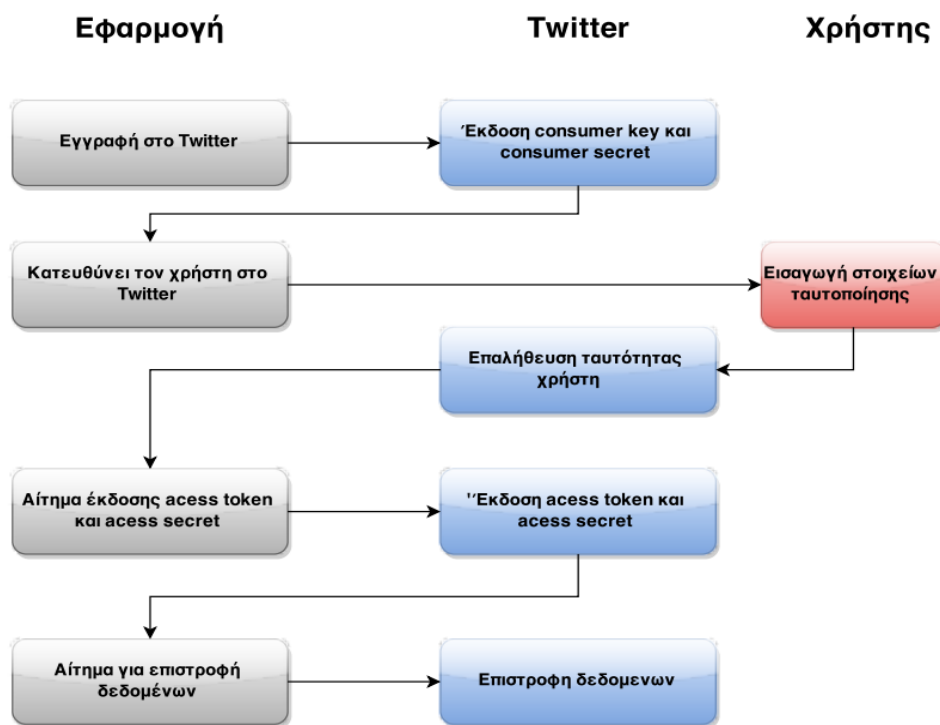 Εφαρμογή
Twitter
Χρήστης
Εγγραφή στο Twitter
Έκδοση consumer key και
consumer secret
Κατευθύνει τον χρήστη στο
Twitter
Εισαγωγή στοιχείων
ταυτοποίησης
Επαλήθευση ταυτότητας
χρήστη
Αίτημα έκδοσης acess token
και acess secret
'Έκδοση acess token και
acess secret
Αίτημα για επιστροφή
δεδομένων
Επιστροφη δεδομενων